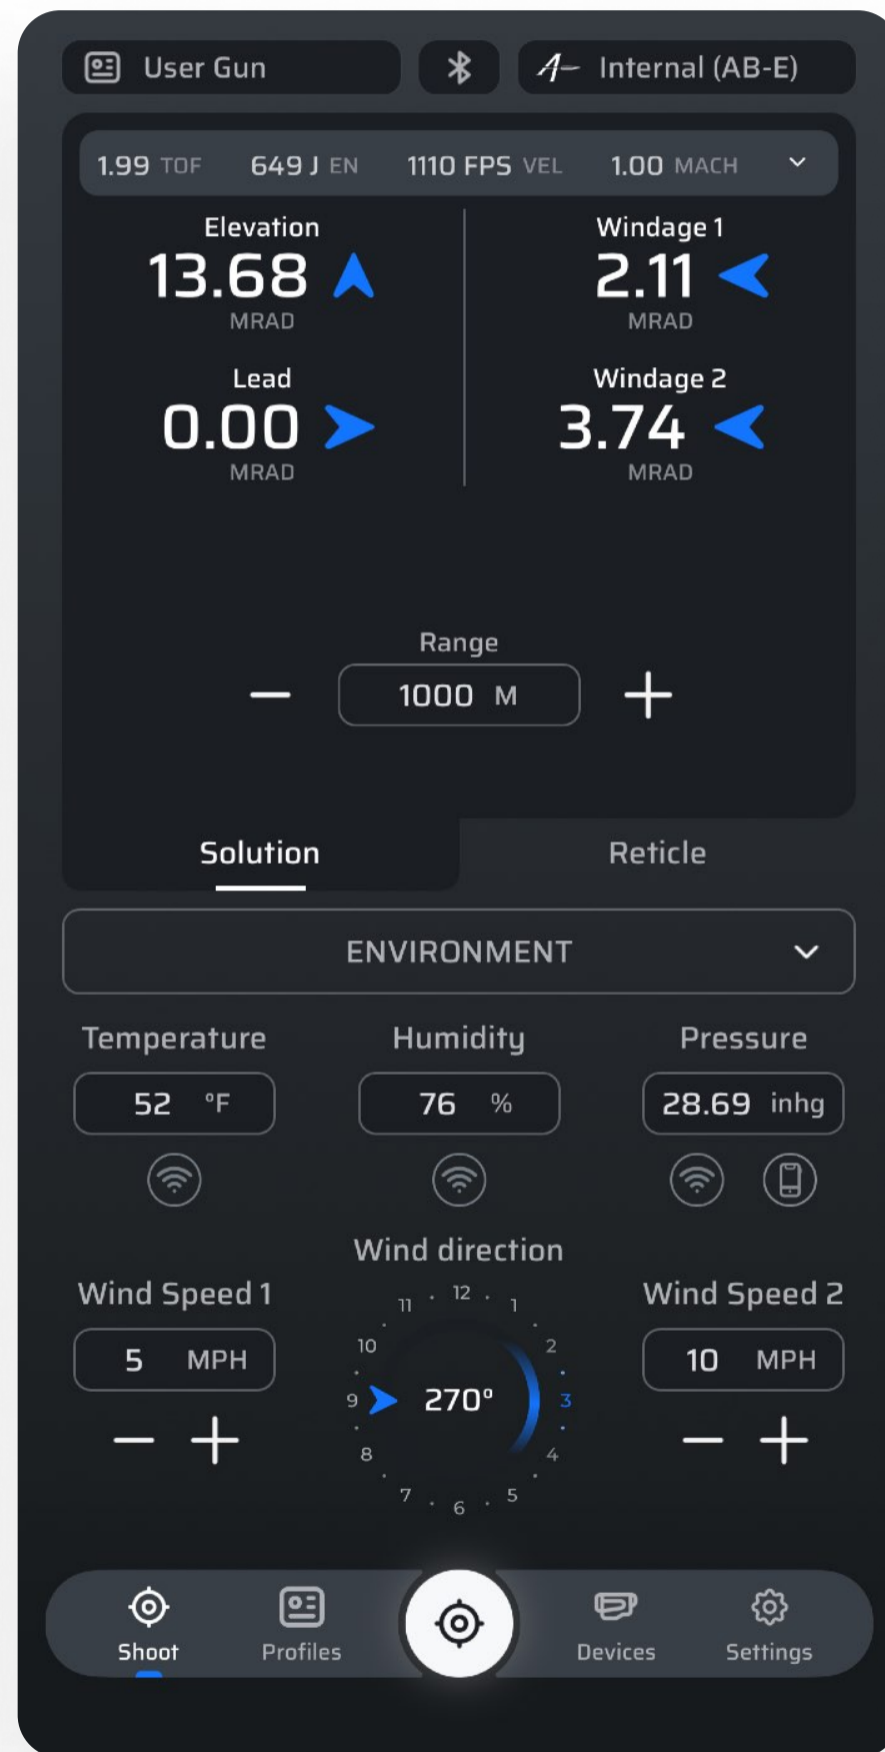 User Gun
Internal (AB-E)
1.99 TOF 649 J EN 1110 FPS VEL 1.00 MACH
Elevation
13.68
MRAD
Windage 1
2.11
MRAD
Lead
0.00
MRAD
Windage 2
3.74
MRAD
Range
1000 M
Solution
Reticle
ENVIRONMENT
Temperature
52 °F
Humidity
76 %
Pressure
28.69 inhg
Wind Speed 1
5 MPH
Wind direction
12
1
2
3
4
5
6
7
8
9
10
11
270°
Wind Speed 2
10 MPH
Shoot
Profiles
Devices
Settings